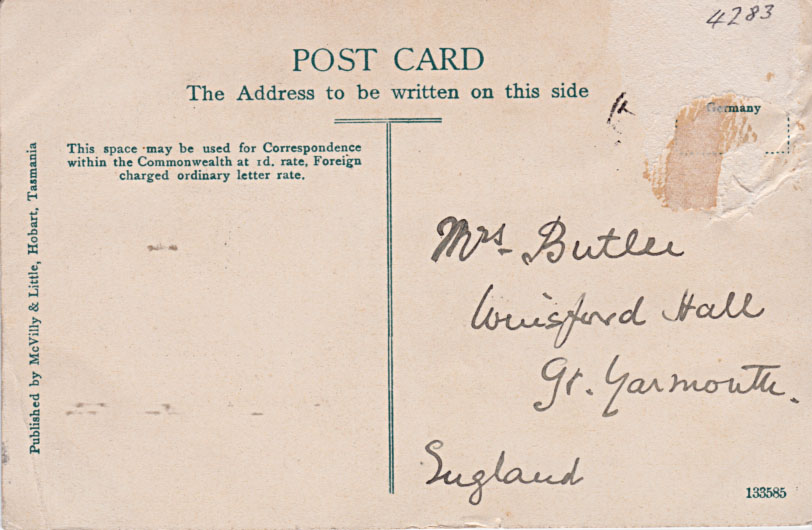 4283
POST CARD
The Address to be written on this side
Germany
This space may be used for Correspondence
within the Commonwealth at 1d. rate, Foreign
charged ordinary letter rate.
Published by McVilly & Little, Hobart, Tasmania
Mrs. Butler
Hall
Gt. Yarmouth.
England
133585